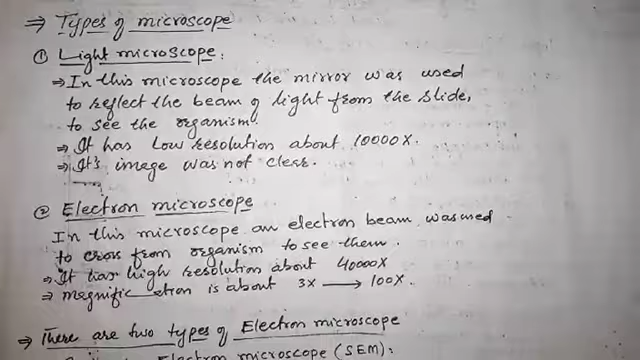 ⇒ Types of microscope
① Light microscope:
⇒ In this microscope the mirror was used
to reflect the beam of light from the slide,
to see the organism.
⇒ It has low resolution about 10000X.
⇒ It's image was not clear.
② Electron microscope
In this microscope an electron beam was used
to cross from organism to see them.
⇒ It has high resolution about 40000X
⇒ magnification is about 3X → 100X.
⇒ There are two types of Electron microscope
Electron microscope (SEM):